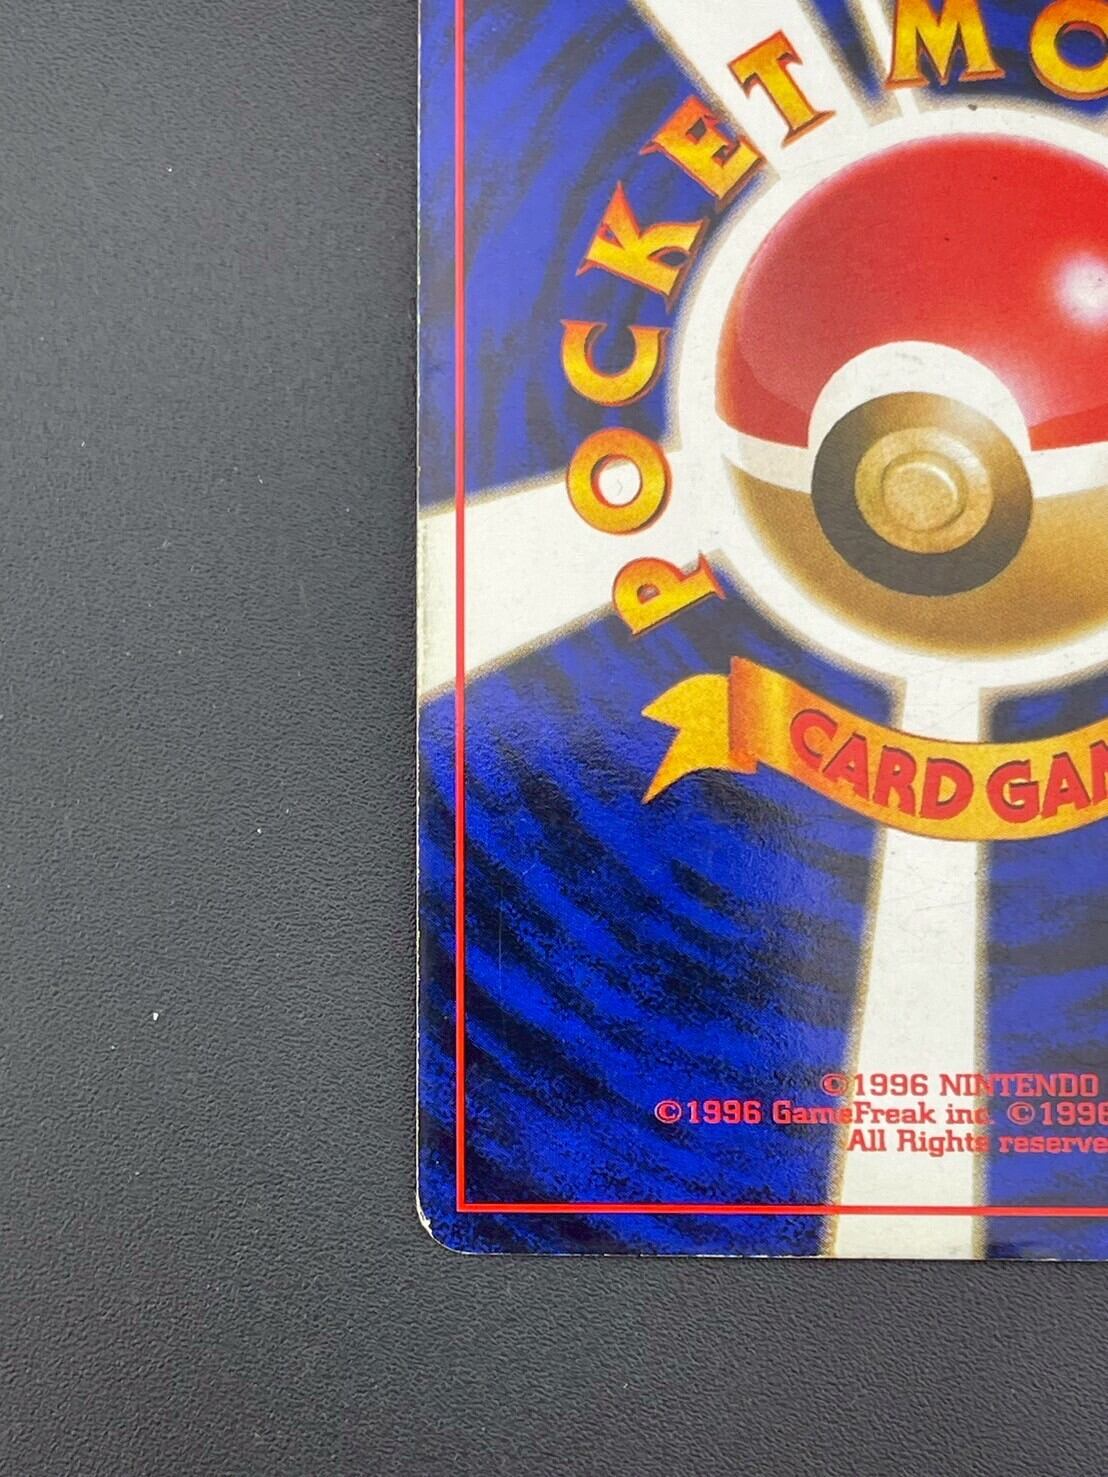 POCKET MO
CARD GAM
©1996 NINTENDO
©1996 GameFreak inc. ©1996
All Rights reserve